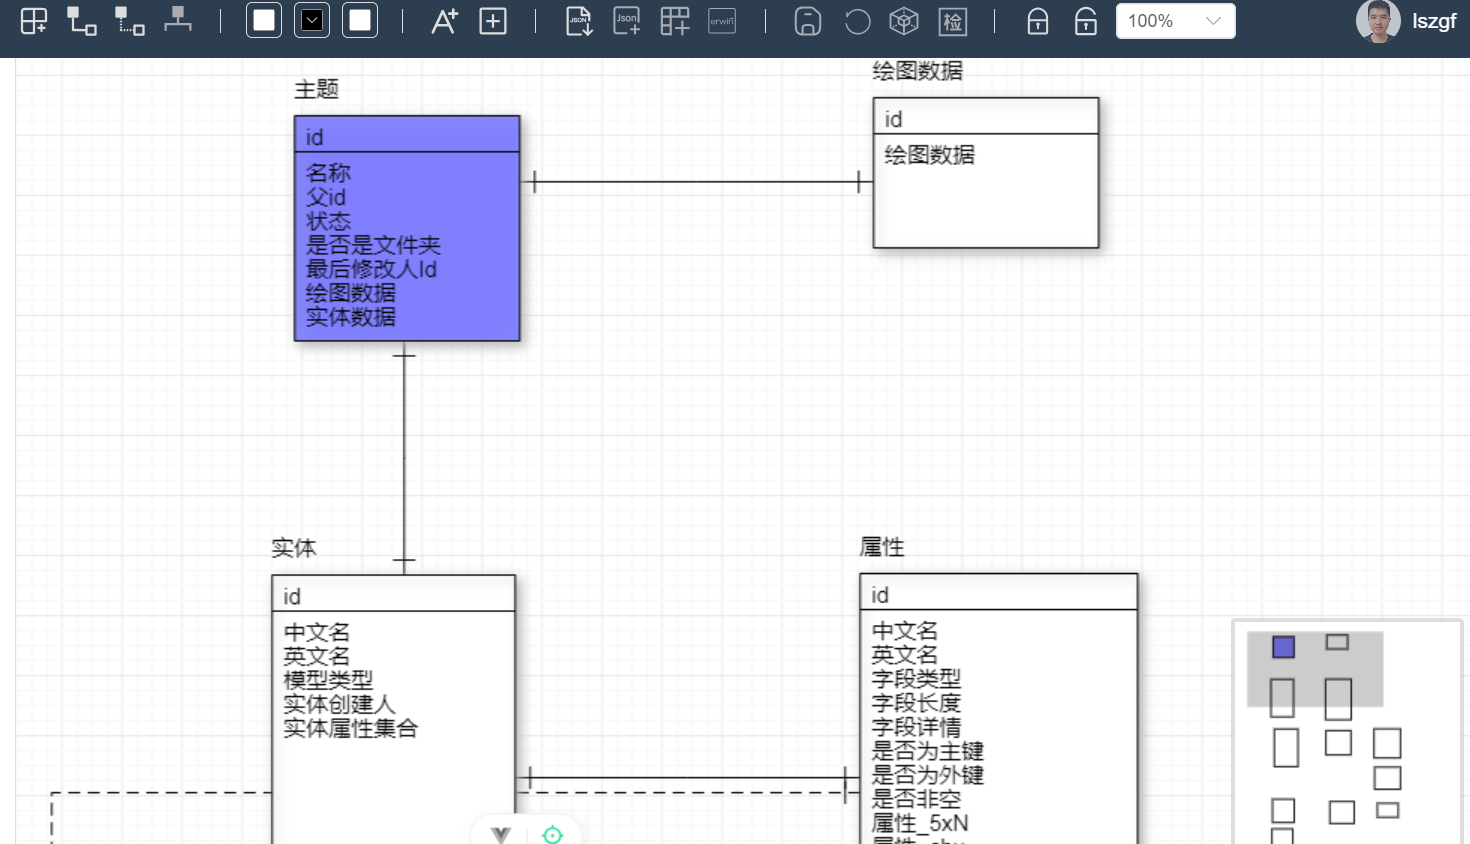 JSON
Json
erwin
检
100%
lszgf
主题
id
名称
父id
状态
是否是文件夹
最后修改人Id
绘图数据
实体数据
绘图数据
id
绘图数据
实体
id
中文名
英文名
模型类型
实体创建人
实体属性集合
属性
id
中文名
英文名
字段类型
字段长度
字段详情
是否为主键
是否为外键
是否非空
属性_5xN